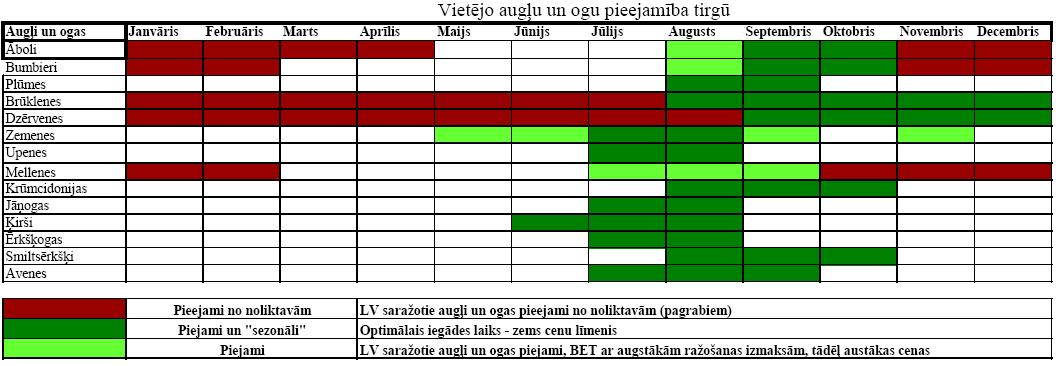 Vietējo augļu un ogu pieejamība tirgū
Augļi un ogas Janvāris Februāris Marts Aprīlis Maijs Jūnijs Jūlijs Augusts Septembris Oktobris Novembris Decembris
Āboli
Bumbieri
Plūmes
Brūklenes
Dzērvenes
Zemenes
Upenes
Mellenes
Krūmcidonijas
Jāņogas
Ķirši
Ērkšķogas
Smiltsērkšķi
Avenes
Pieejami no noliktavām LV saražotie augļi un ogas pieejami no noliktavām (pagrabiem)
Piejami un "sezonāli" Optimālais iegādes laiks - zems cenu līmenis
Piejami LV saražotie augļi un ogas piejami, BET ar augstākām ražošanas izmaksām, tādēļ austākas cenas